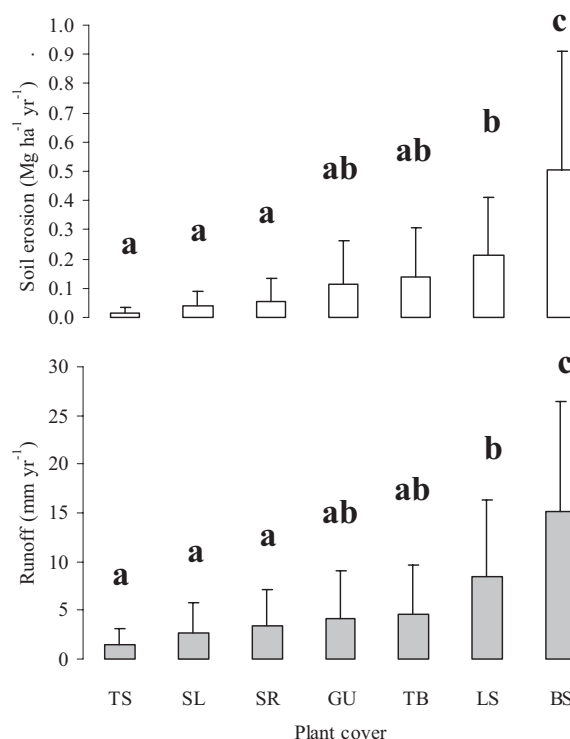 c
1.0
0.9
0.8
0.7
b
0.6
ab
ab
0.5
0.4
a
0.3
a
a
0.2
0.1
0.0
Soil erosion (Mg ha⁻¹ yr⁻¹)
30
c
25
b
20
ab
ab
15
a
a
10
a
5
0
Runoff (mm yr⁻¹)
TS SL SR GU TB LS BS
Plant cover